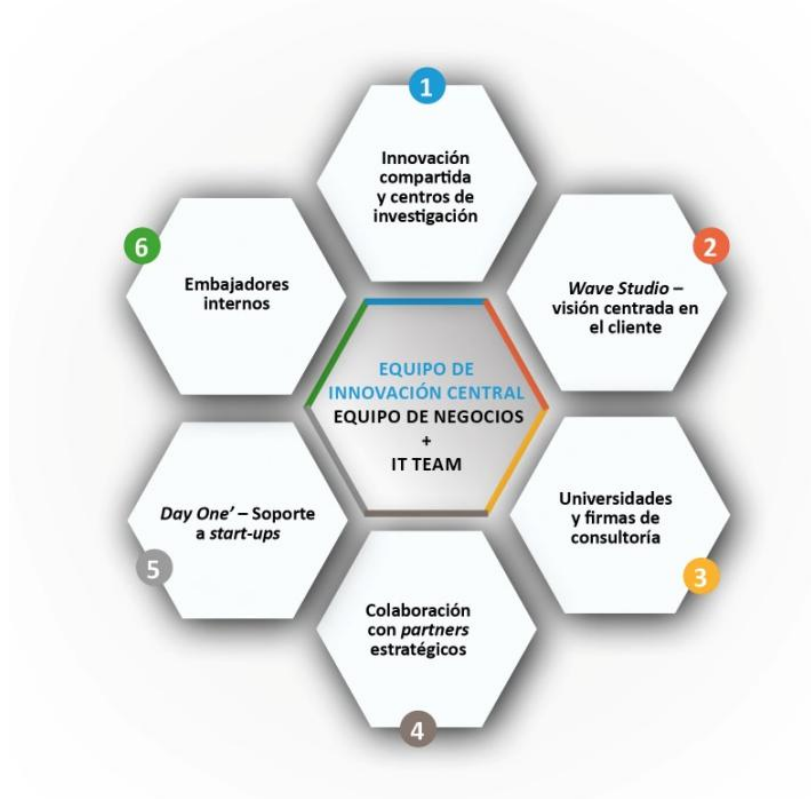 1
Innovación
compartida
y centros de
investigación
2
Wave Studio –
visión centrada en
el cliente
3
Universidades
y firmas de
consultoría
4
Colaboración
con partners
estratégicos
5
Day One’ – Soporte
a start-ups
6
Embajadores
internos
EQUIPO DE
INNOVACIÓN CENTRAL
EQUIPO DE NEGOCIOS
+
IT TEAM